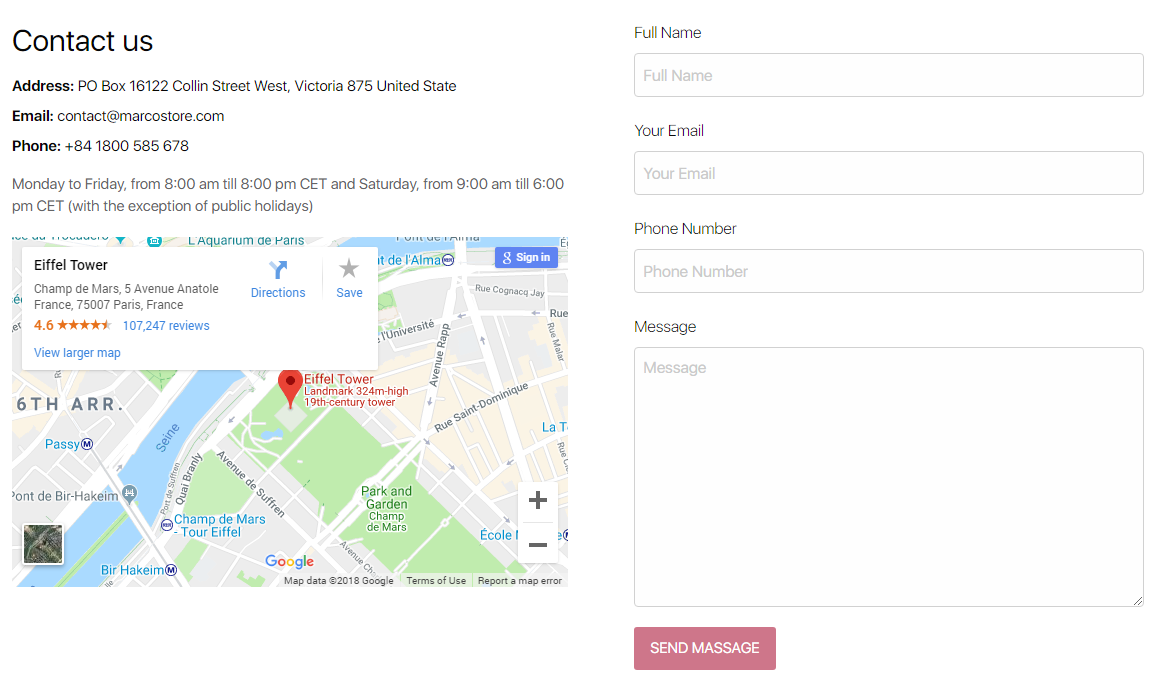 Contact us
Address: PO Box 16122 Collin Street West, Victoria 875 United State
Email: contact@marcostore.com
Phone: +84 1800 585 678
Monday to Friday, from 8:00 am till 8:00 pm CET and Saturday, from 9:00 am till 6:00
pm CET (with the exception of public holidays)
L'Aquarium de Paris
Pont de l'Alma
nt de l'Alma
Sign in
Eiffel Tower
Champ de Mars, 5 Avenue Anatole
France, 75007 Paris, France
4.6
107,247 reviews
View larger map
Directions
Save
Rue Cognacq Jay
l'Université
Avenue Rapp
Rue
Rue Malar
Eiffel Tower
Landmark 324m-high
19th-century tower
Rue Saint-Dominique
6TH ARR.
La T
Passy
Seine
Pont de Bir-Hakeim
Port de Suffren
Quai Branly
Avenue de Suffren
Park and
Garden
Champ
de Mars
Champ de Mars
- Tour Eiffel
École
Avenue Char
Bir Hakeim
Google
Map data ©2018 Google
Terms of Use
Report a map error
Full Name
Full Name
Your Email
Your Email
Phone Number
Phone Number
Message
Message
SEND MASSAGE